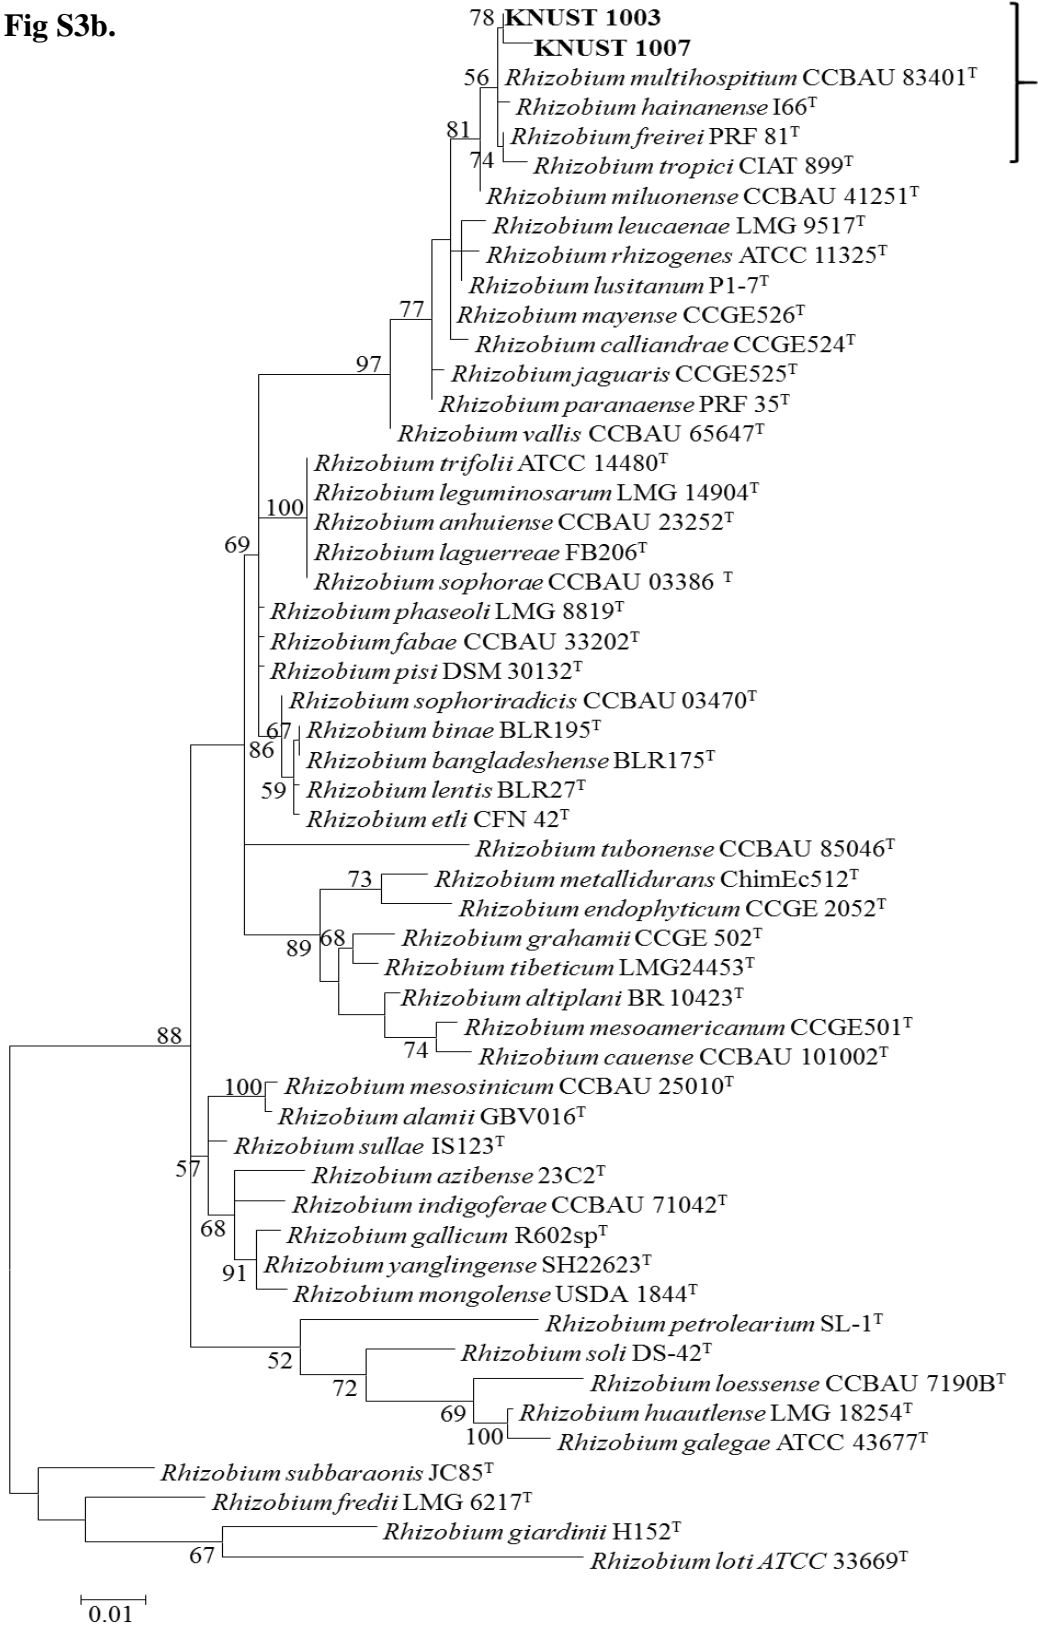 Fig S3b.
78 KNUST 1003
KNUST 1007
56 Rhizobium multihospitium CCBAU 83401T
Rhizobium hainanense I66T
81 Rhizobium freirei PRF 81T
74 Rhizobium tropici CIAT 899T
Rhizobium miluonense CCBAU 41251T
Rhizobium leucaenae LMG 9517T
Rhizobium rhizogenes ATCC 11325T
Rhizobium lusitanum P1-7T
77 Rhizobium mayense CCGE526T
Rhizobium calliandrae CCGE524T
97 Rhizobium jaguaris CCGE525T
Rhizobium paranaense PRF 35T
Rhizobium vallis CCBAU 65647T
Rhizobium trifolii ATCC 14480T
Rhizobium leguminosarum LMG 14904T
100 Rhizobium anhuiense CCBAU 23252T
69 Rhizobium laguerreae FB206T
Rhizobium sophorae CCBAU 03386 T
Rhizobium phaseoli LMG 8819T
Rhizobium fabae CCBAU 33202T
Rhizobium pisi DSM 30132T
Rhizobium sophoriradicis CCBAU 03470T
67 Rhizobium binae BLR195T
86 Rhizobium bangladeshense BLR175T
59 Rhizobium lentis BLR27T
Rhizobium etli CFN 42T
Rhizobium tubonense CCBAU 85046T
73 Rhizobium metallidurans ChimEc512T
Rhizobium endophyticum CCGE 2052T
89 68 Rhizobium grahamii CCGE 502T
Rhizobium tibeticum LMG24453T
Rhizobium altiplani BR 10423T
88 Rhizobium mesoamericanum CCGE501T
74 Rhizobium cauense CCBAU 101002T
100 Rhizobium mesosinicum CCBAU 25010T
Rhizobium alamii GBV016T
Rhizobium sullae IS123T
57 Rhizobium azibense 23C2T
Rhizobium indigoferae CCBAU 71042T
68 Rhizobium gallicum R602spT
91 Rhizobium yanglingense SH22623T
Rhizobium mongolense USDA 1844T
Rhizobium petrolearium SL-1T
52 Rhizobium soli DS-42T
72 Rhizobium loessense CCBAU 7190BT
69 Rhizobium huautlense LMG 18254T
100 Rhizobium galegae ATCC 43677T
Rhizobium subbaraonis JC85T
Rhizobium fredii LMG 6217T
Rhizobium giardinii H152T
67 Rhizobium loti ATCC 33669T
0.01